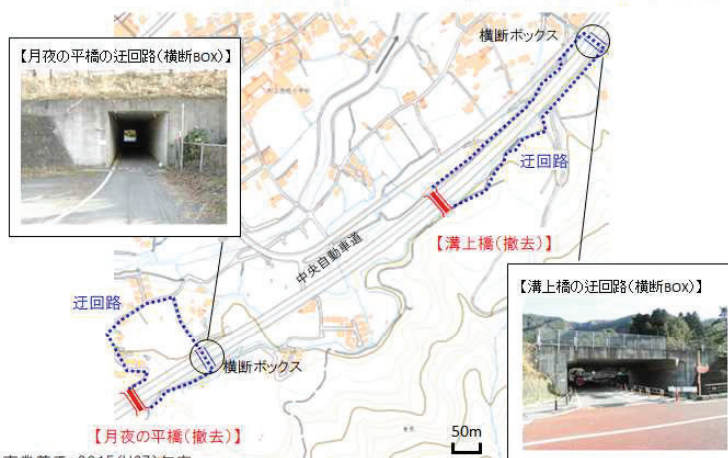 横断ボックス
【月夜の平橋の迂回路(横断BOX)】
迂回路
【溝上橋(撤去)】
中央自動車道
【溝上橋の迂回路(横断BOX)】
迂回路
横断ボックス
【月夜の平橋(撤去)】
50m